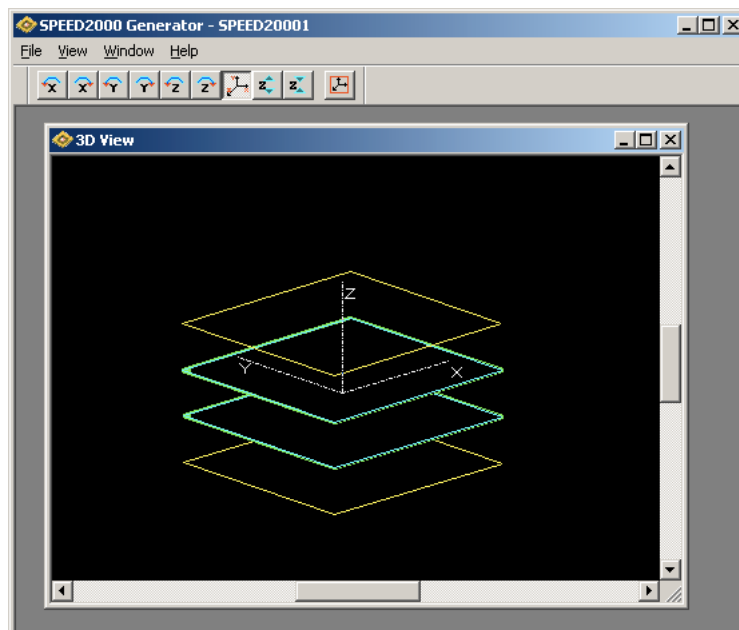 SPEED2000 Generator - SPEED20001
File View Window Help
X X Y Y Z Z Z Z
3D View
Z
Y X